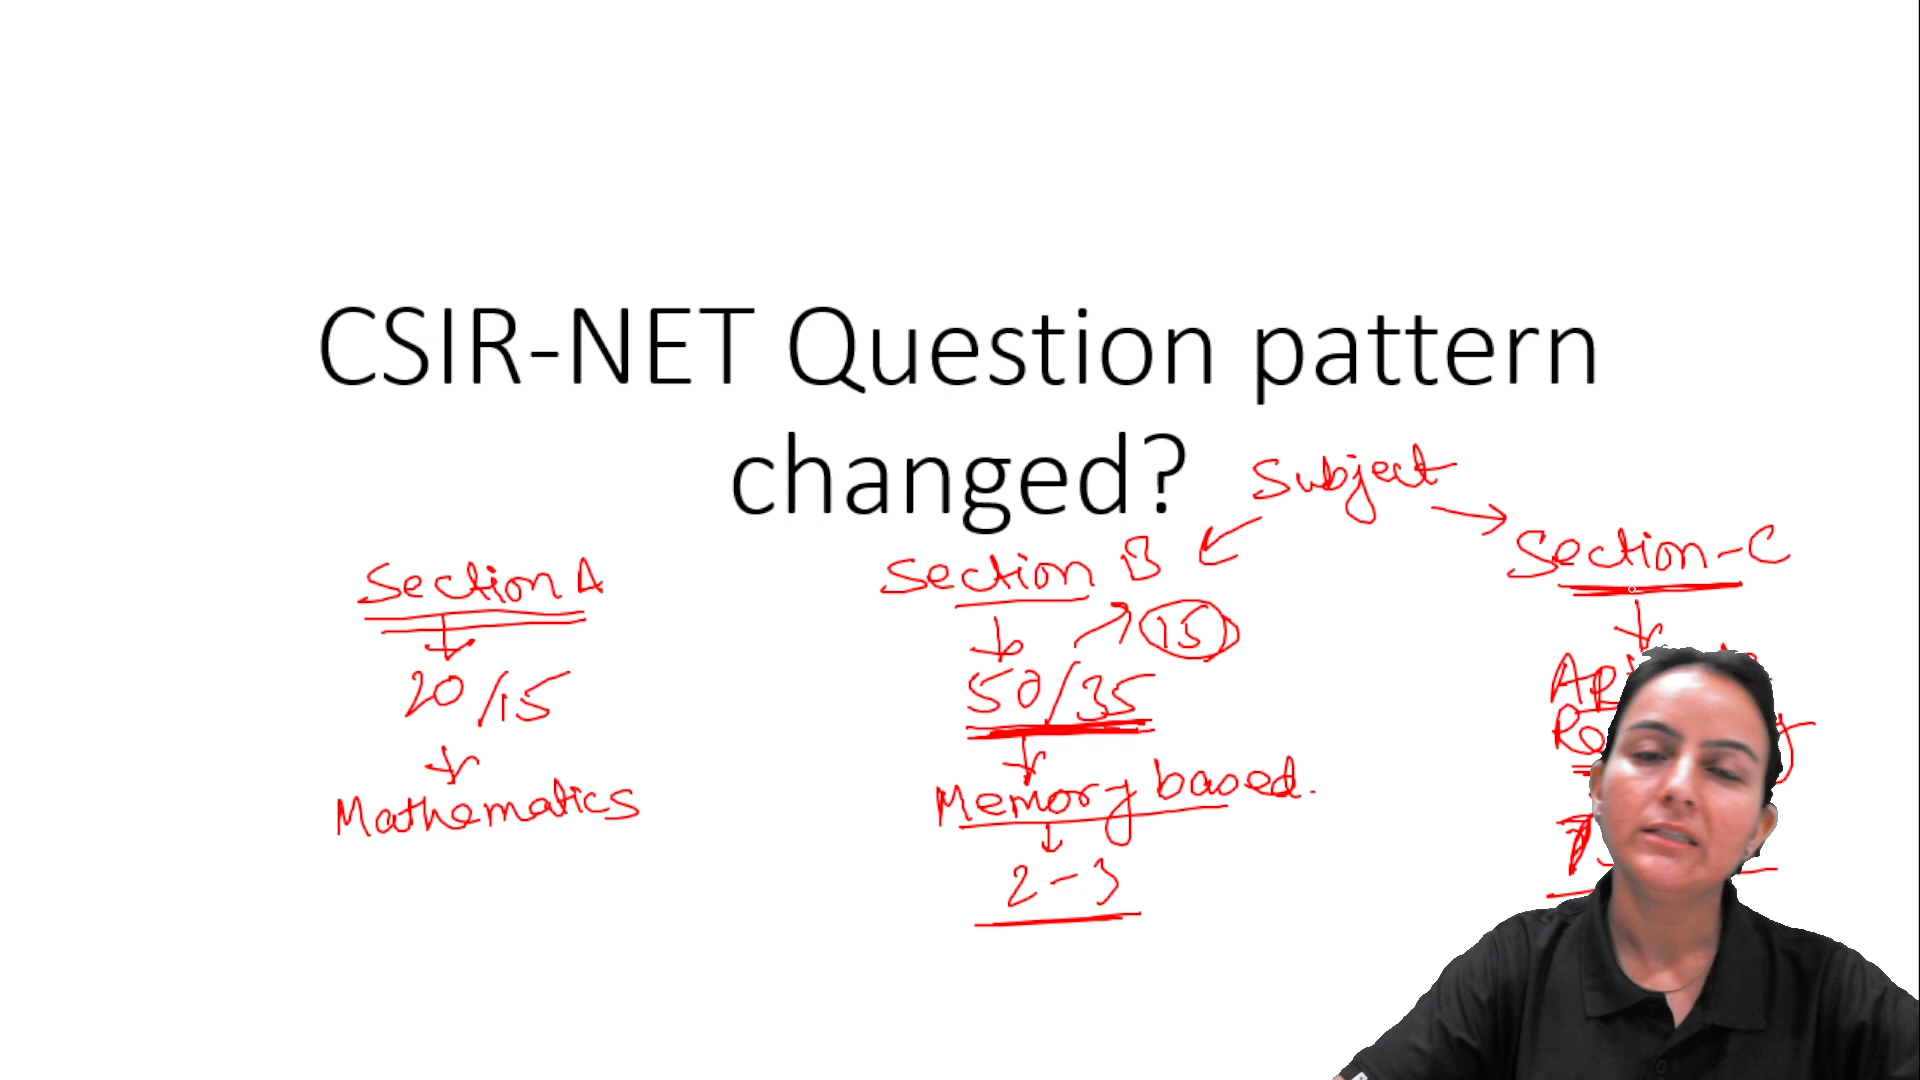 CSIR-NET Question pattern
changed?
Subject
Section A
Section B
Section-C
20/15
15
50/35
Mathematics
Memory based.
2-3